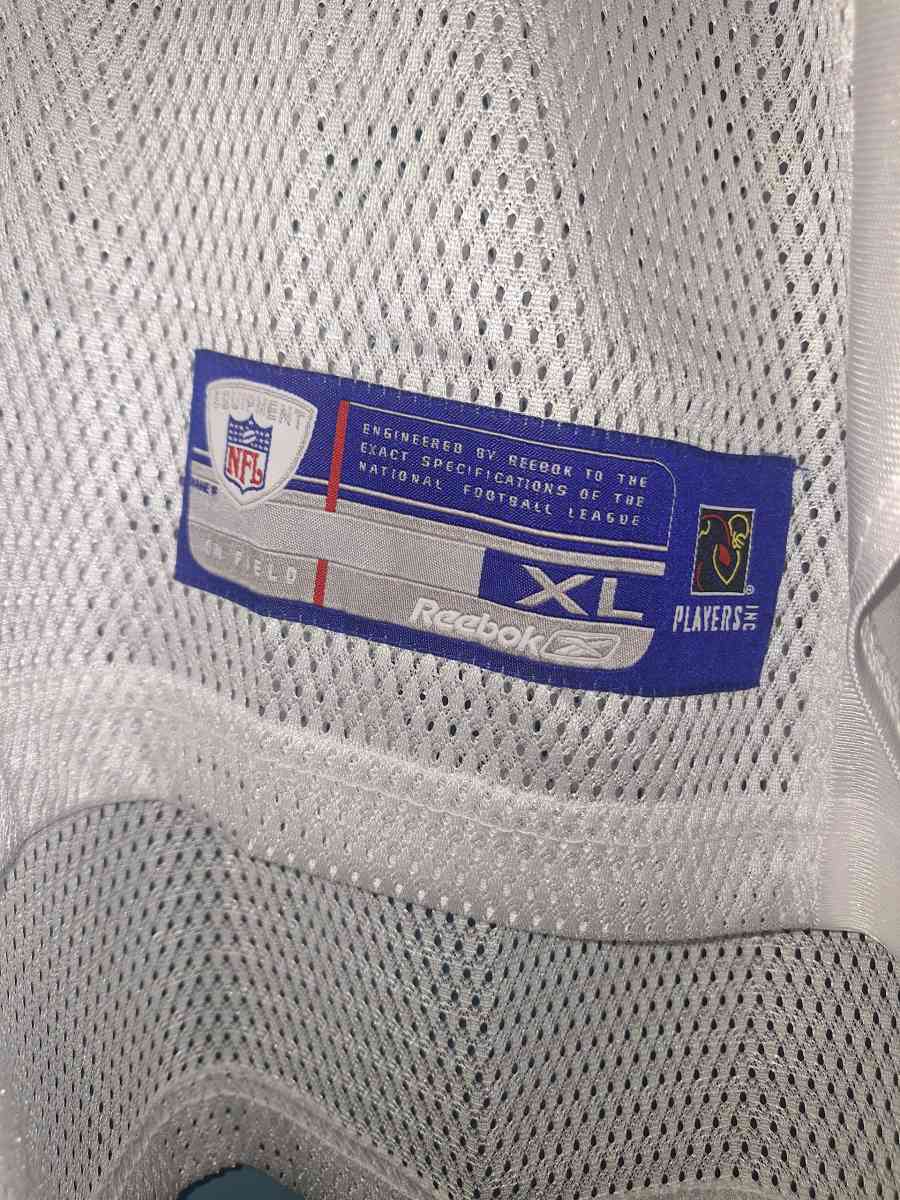 EQUIPMENT
NFL
ENGINEERED BY REEBOK TO THE
EXACT SPECIFICATIONS OF THE
NATIONAL FOOTBALL LEAGUE
FIELD
XL
Reebok
PLAYERS INC
®